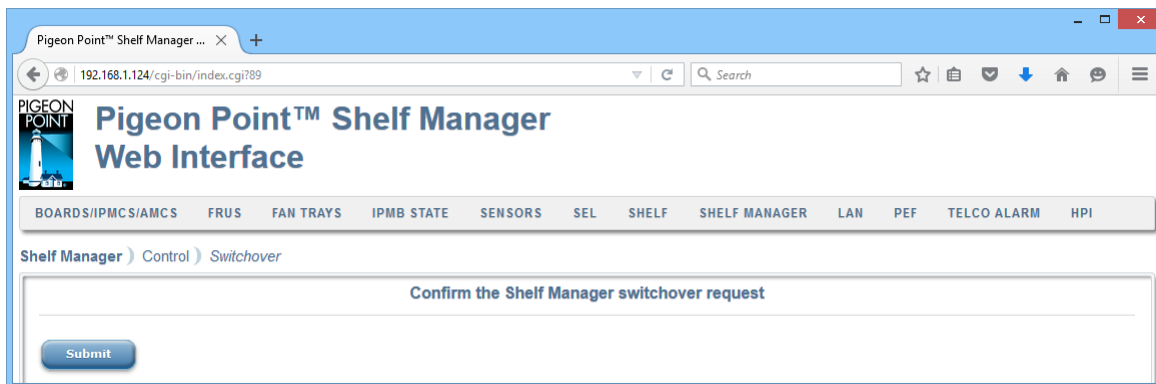 Pigeon Point™ Shelf Manager ...
192.168.1.124/cgi-bin/index.cgi?89
Search
PIGEON
POINT
Pigeon Point™ Shelf Manager
Web Interface
BOARDS/IPMCS/AMCS FRUS FAN TRAYS IPMB STATE SENSORS SEL SHELF SHELF MANAGER LAN PEF TELCO ALARM HPI
Shelf Manager ) Control ) Switchover
Confirm the Shelf Manager switchover request
Submit